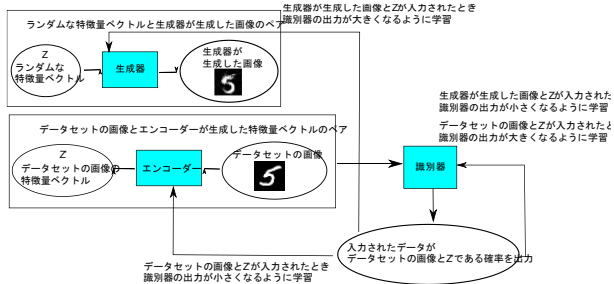 生成器が生成した画像とZが入力されたとき
識別器の出力が大きくなるように学習
ランダムな特徴量ベクトルと生成器が生成した画像のペア
Z
ランダムな
特徴量ベクトル
生成器
生成器が
生成した画像
5
生成器が生成した画像とZが入力された
識別器の出力が小さくなるように学習
データセットの画像とZが入力されたと
識別器の出力が大きくなるように学習
データセットの画像とエンコーダーが生成した特徴量ベクトルのペア
Z
データセットの画像の
特徴量ベクトル
エンコーダー
データセットの画像
5
識別器
入力されたデータが
データセットの画像とZである確率を出力
データセットの画像とZが入力されたとき
識別器の出力が小さくなるように学習